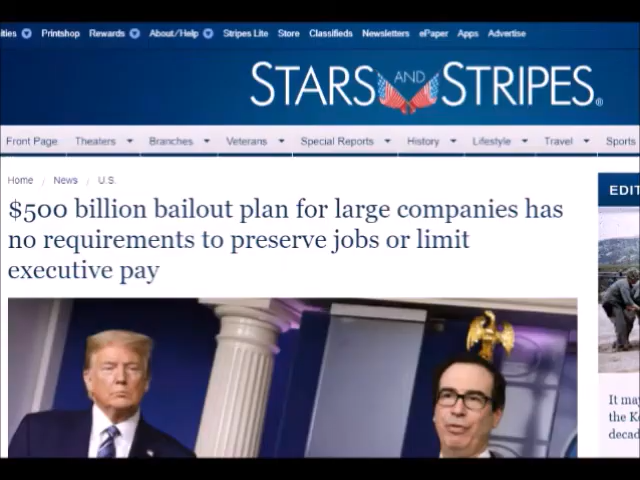 ities Printshop Rewards About/Help Stripes Lite Store Classifieds Newsletters ePaper Apps Advertise
STARS AND STRIPES®
Front Page Theaters Branches Veterans Special Reports History Lifestyle Travel Sports
Home / News / U.S.
EDIT
$500 billion bailout plan for large companies has
no requirements to preserve jobs or limit
executive pay
It may
the Ko
decad